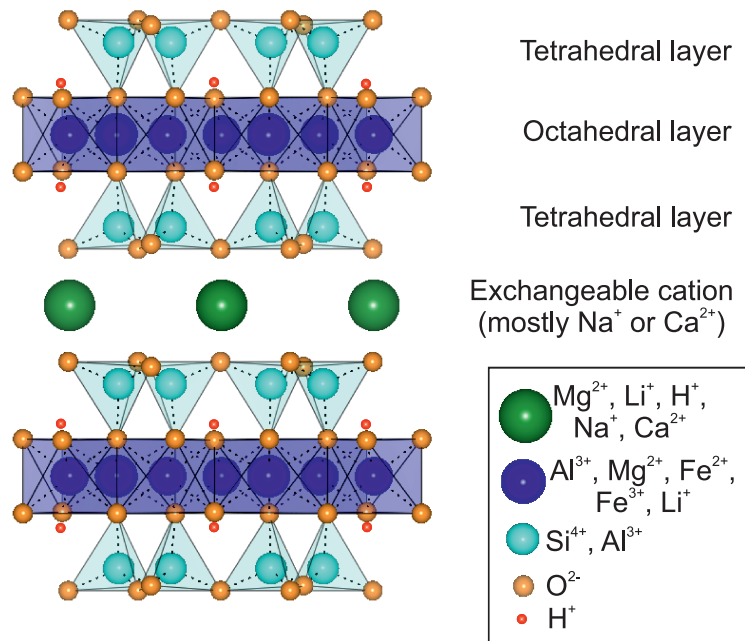 Tetrahedral layer
Octahedral layer
Tetrahedral layer
Exchangeable cation
(mostly Na⁺ or Ca²⁺)
Mg²⁺, Li⁺, H⁺,
Na⁺, Ca²⁺
Al³⁺, Mg²⁺, Fe²⁺,
Fe³⁺, Li⁺
Si⁴⁺, Al³⁺
O²⁻
H⁺